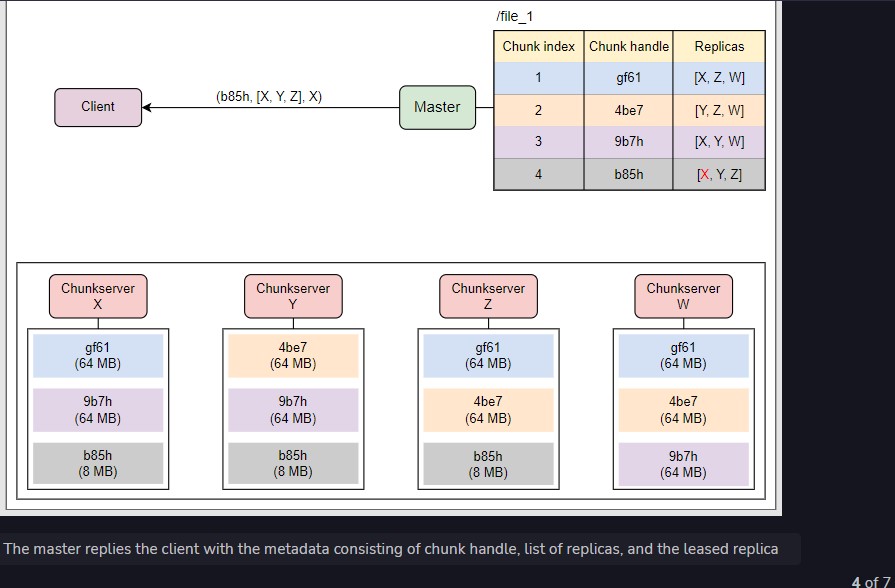 /file_1
Chunk index Chunk handle Replicas
1 gf61 [X, Z, W]
2 4be7 [Y, Z, W]
3 9b7h [X, Y, W]
4 b85h [X, Y, Z]
Client
(b85h, [X, Y, Z], X)
Master
Chunkserver
X
gf61
(64 MB)
9b7h
(64 MB)
b85h
(8 MB)
Chunkserver
Y
4be7
(64 MB)
9b7h
(64 MB)
b85h
(8 MB)
Chunkserver
Z
gf61
(64 MB)
4be7
(64 MB)
b85h
(8 MB)
Chunkserver
W
gf61
(64 MB)
4be7
(64 MB)
9b7h
(64 MB)
The master replies the client with the metadata consisting of chunk handle, list of replicas, and the leased replica
4 of 7